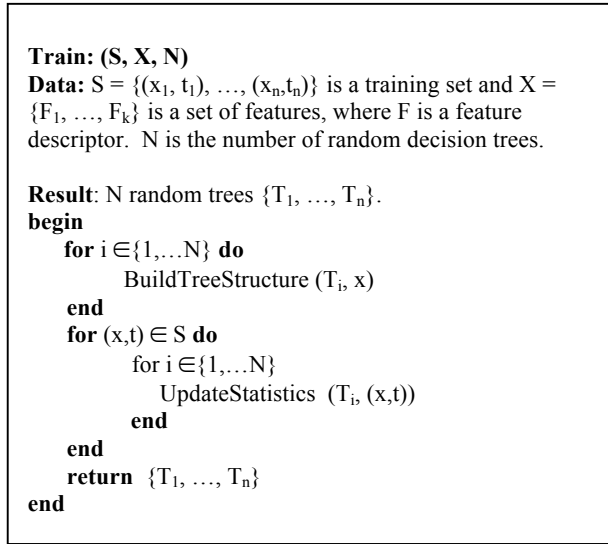 Train: (S, X, N)
Data: S = {(x₁, t₁), …, (xₙ,tₙ)} is a training set and X =
{F₁, …, Fₖ} is a set of features, where F is a feature
descriptor. N is the number of random decision trees.
Result: N random trees {T₁, …, Tₙ}.
begin
for i ∈{1,…N} do
BuildTreeStructure (Tᵢ, x)
end
for (x,t) ∈ S do
for i ∈{1,…N}
UpdateStatistics (Tᵢ, (x,t))
end
end
return {T₁, …, Tₙ}
end